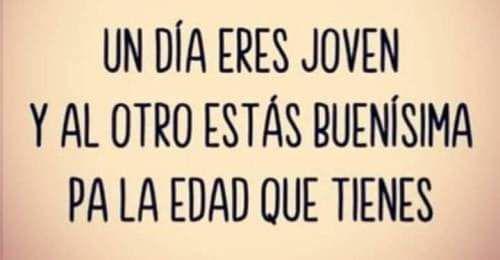 UN DÍA ERES JOVEN
Y AL OTRO ESTÁS BUENÍSIMA
PA LA EDAD QUE TIENES